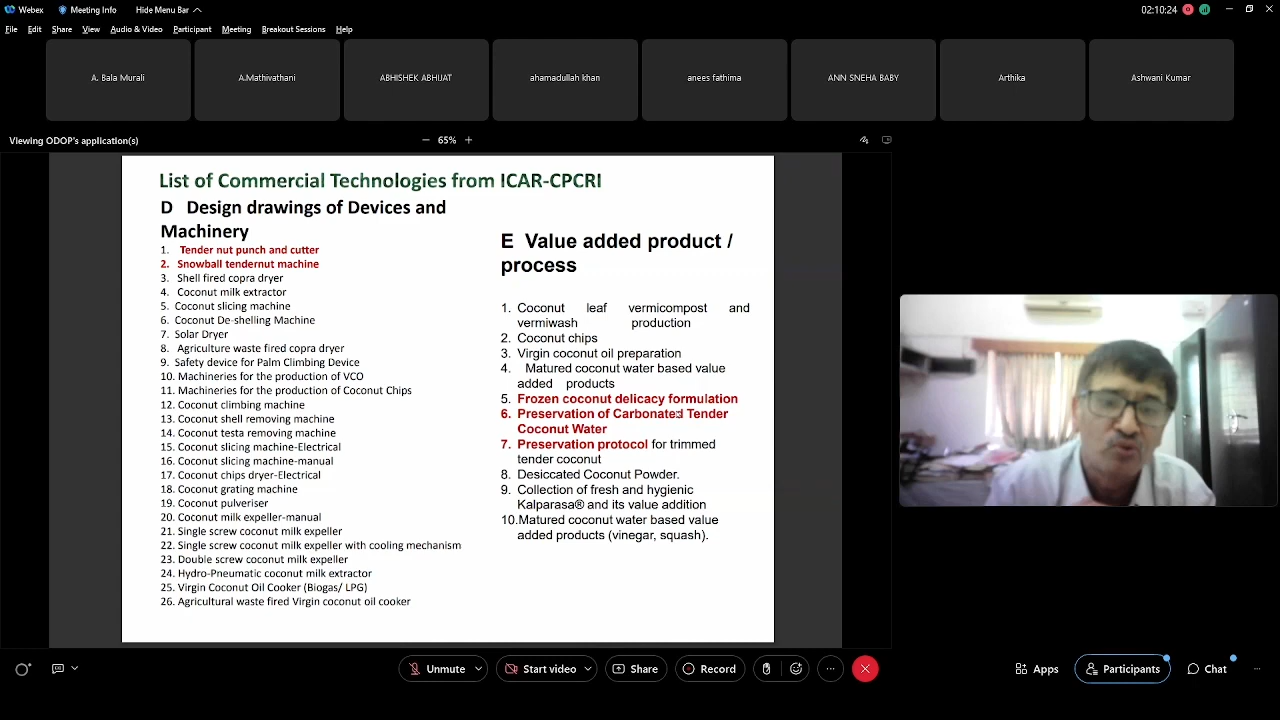 Webex
Meeting Info
Hide Menu Bar
02:10:24
File Edit Share View Audio & Video Participant Meeting Breakout Sessions Help
A. Bala Murali
A.Mathivathani
ABHISHEK ABHIJAT
ahamadullah khan
anees fathima
ANN SNEHA BABY
Arthika
Ashwani Kumar
Viewing ODOP's application(s)
— 65% +
List of Commercial Technologies from ICAR-CPCRI
D Design drawings of Devices and
Machinery
1. Tender nut punch and cutter
2. Snowball tendernut machine
3. Shell fired copra dryer
4. Coconut milk extractor
5. Coconut slicing machine
6. Coconut De-shelling Machine
7. Solar Dryer
8. Agriculture waste fired copra dryer
9. Safety device for Palm Climbing Device
10. Machineries for the production of VCO
11. Machineries for the production of Coconut Chips
12. Coconut climbing machine
13. Coconut shell removing machine
14. Coconut testa removing machine
15. Coconut slicing machine-Electrical
16. Coconut slicing machine-manual
17. Coconut chips dryer-Electrical
18. Coconut grating machine
19. Coconut pulveriser
20. Coconut milk expeller-manual
21. Single screw coconut milk expeller
22. Single screw coconut milk expeller with cooling mechanism
23. Double screw coconut milk expeller
24. Hydro-Pneumatic coconut milk extractor
25. Virgin Coconut Oil Cooker (Biogas/ LPG)
26. Agricultural waste fired Virgin coconut oil cooker
E Value added product /
process
1. Coconut leaf vermicompost and
vermiwash production
2. Coconut chips
3. Virgin coconut oil preparation
4. Matured coconut water based value
added products
5. Frozen coconut delicacy formulation
6. Preservation of Carbonated Tender
Coconut Water
7. Preservation protocol for trimmed
tender coconut
8. Desiccated Coconut Powder.
9. Collection of fresh and hygienic
Kalparasa® and its value addition
10.Matured coconut water based value
added products (vinegar, squash).
Unmute
Start video
Share
Record
Apps
Participants
Chat